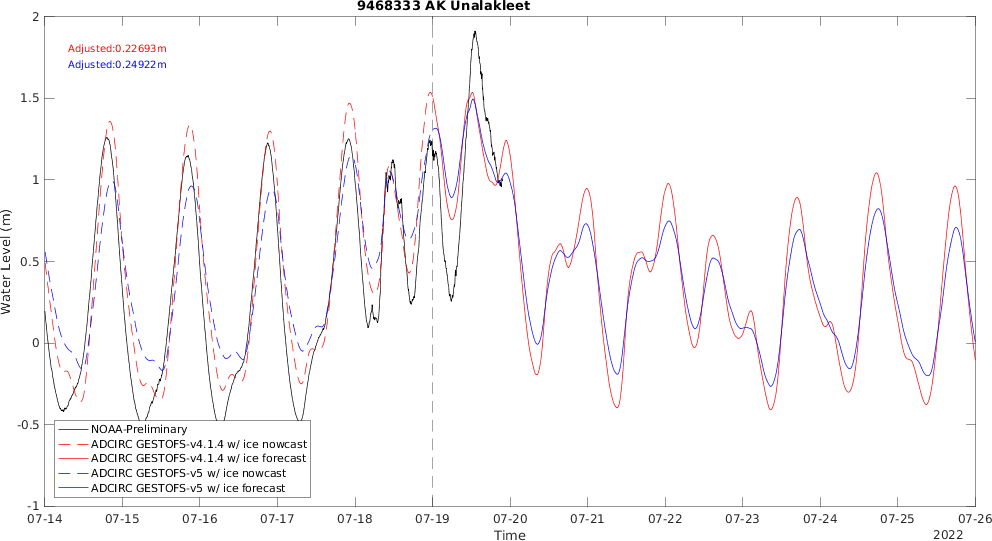 9468333 AK Unalakleet
2
Adjusted:0.22693m
Adjusted:0.24922m
1.5
1
0.5
0
-0.5
-1
Water Level (m)
NOAA-Preliminary
ADCIRC GESTOFS-v4.1.4 w/ ice nowcast
ADCIRC GESTOFS-v4.1.4 w/ ice forecast
ADCIRC GESTOFS-v5 w/ ice nowcast
ADCIRC GESTOFS-v5 w/ ice forecast
07-14 07-15 07-16 07-17 07-18 07-19 07-20 07-21 07-22 07-23 07-24 07-25 07-26
Time
2022